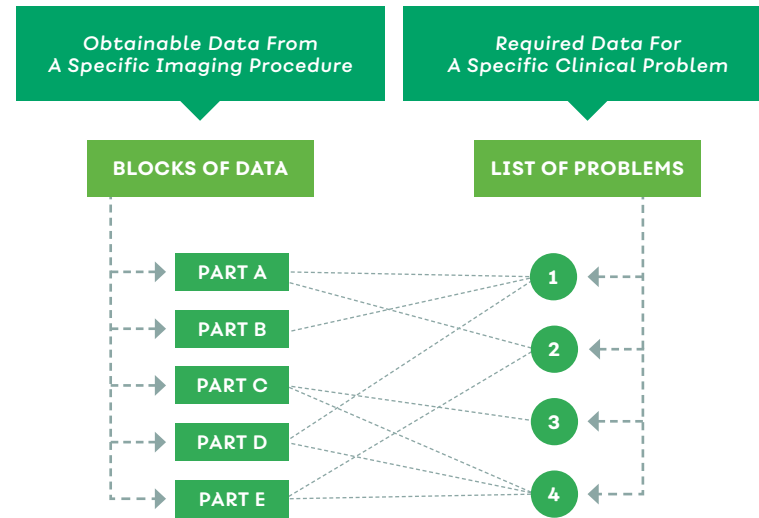 Obtainable Data From
A Specific Imaging Procedure
Required Data For
A Specific Clinical Problem
BLOCKS OF DATA
LIST OF PROBLEMS
PART A
PART B
PART C
PART D
PART E
1
2
3
4